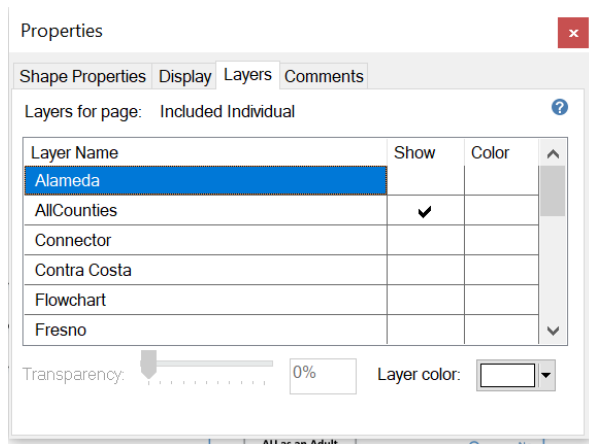 Properties
Shape Properties Display Layers Comments
Layers for page: Included Individual
Layer Name Show Color
Alameda
AllCounties
Connector
Contra Costa
Flowchart
Fresno
Transparency: 0% Layer color: